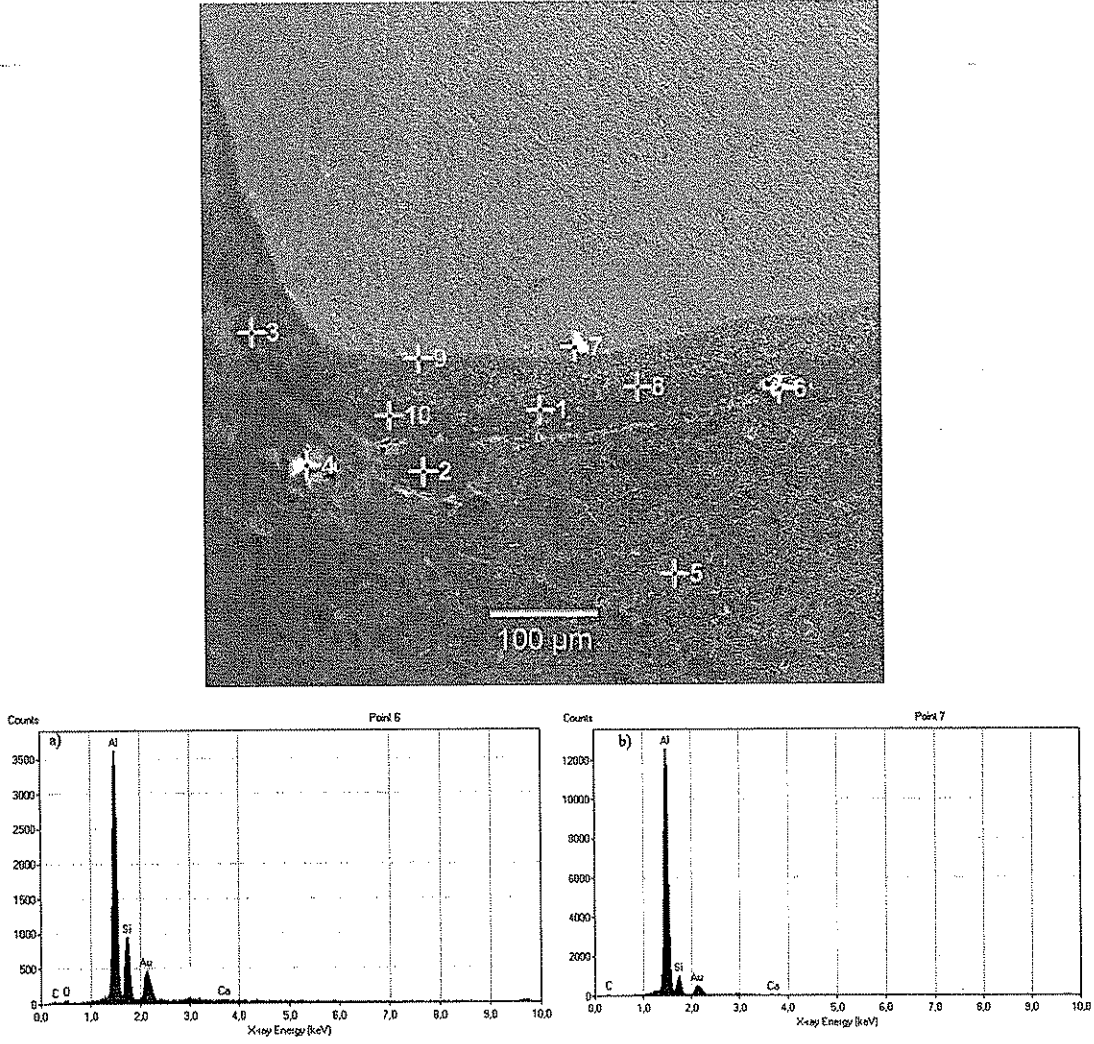 3
9
7
8
6
10
1
4
2
5
100 µm
Counts
Point 6
a)
Al
3500
3000
2500
2000
1500
1000
500
0
Si
Au
C O
Ca
0,0 1,0 2,0 3,0 4,0 5,0 6,0 7,0 8,0 9,0 10,0
X-ray Energy [keV]
Counts
Point 7
b)
Al
12000
10000
8000
6000
4000
2000
0
Si
Au
C
Ca
0,0 1,0 2,0 3,0 4,0 5,0 6,0 7,0 8,0 9,0 10,0
X-ray Energy [keV]